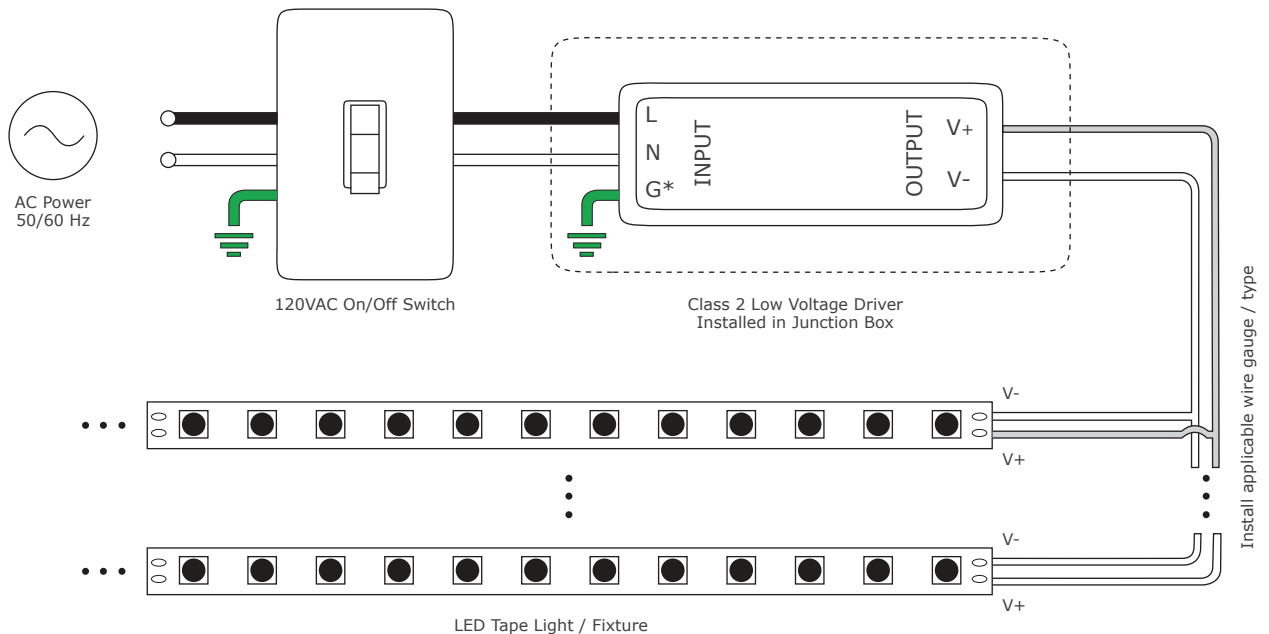 AC Power
50/60 Hz
120VAC On/Off Switch
L
N
G*
INPUT
OUTPUT
V+
V-
Class 2 Low Voltage Driver
Installed in Junction Box
Install applicable wire gauge / type
V-
V+
V-
V+
LED Tape Light / Fixture